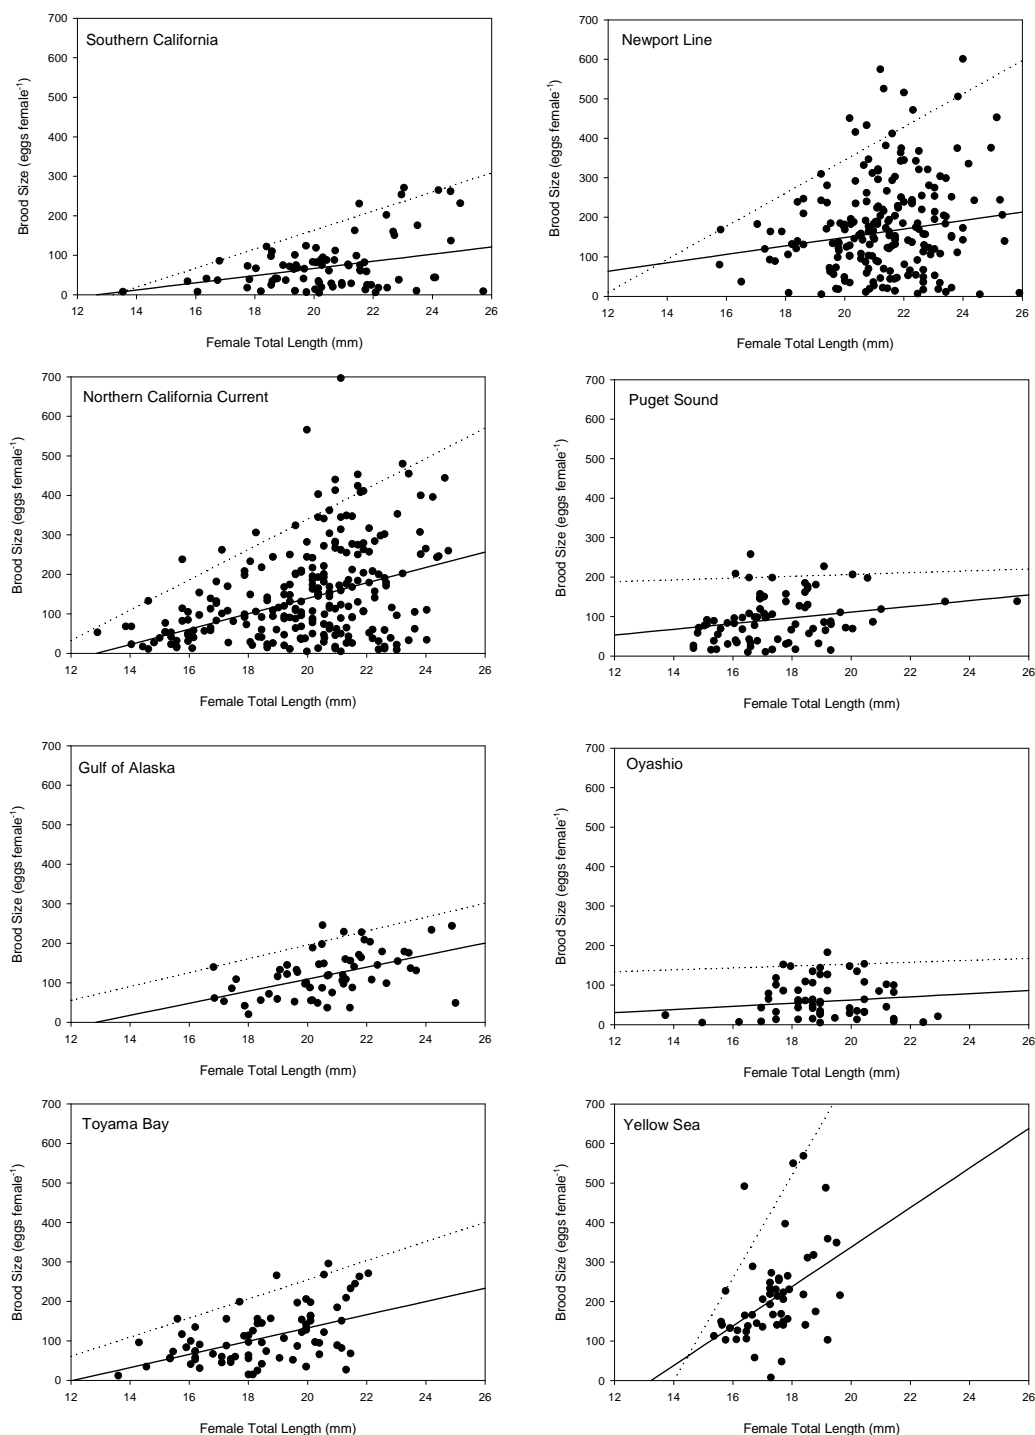 Southern California
Brood Size (eggs female⁻¹)
700
600
500
400
300
200
100
0
12 14 16 18 20 22 24 26
Female Total Length (mm)
Newport Line
Brood Size (eggs female⁻¹)
700
600
500
400
300
200
100
0
12 14 16 18 20 22 24 26
Female Total Length (mm)
Northern California Current
Brood Size (eggs female⁻¹)
700
600
500
400
300
200
100
0
12 14 16 18 20 22 24 26
Female Total Length (mm)
Puget Sound
Brood Size (eggs female⁻¹)
700
600
500
400
300
200
100
0
12 14 16 18 20 22 24 26
Female Total Length (mm)
Gulf of Alaska
Brood Size (eggs female⁻¹)
700
600
500
400
300
200
100
0
12 14 16 18 20 22 24 26
Female Total Length (mm)
Oyashio
Brood Size (eggs female⁻¹)
700
600
500
400
300
200
100
0
12 14 16 18 20 22 24 26
Female Total Length (mm)
Toyama Bay
Brood Size (eggs female⁻¹)
700
600
500
400
300
200
100
0
12 14 16 18 20 22 24 26
Female Total Length (mm)
Yellow Sea
Brood Size (eggs female⁻¹)
700
600
500
400
300
200
100
0
12 14 16 18 20 22 24 26
Female Total Length (mm)